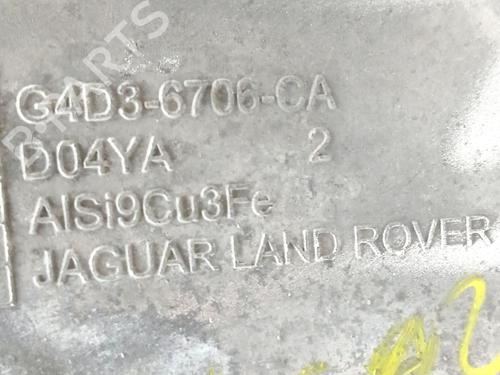 G4D3-6706-CA
D04YA 2
AlSi9Cu3Fe
JAGUAR LAND ROVER